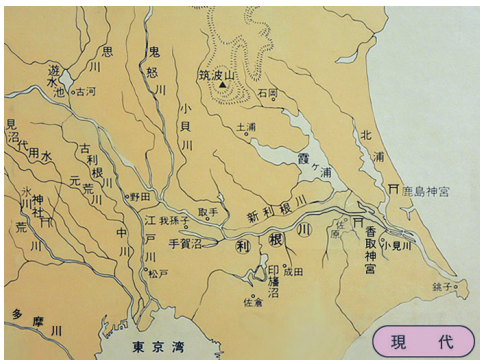 思川
鬼怒川
筑波山
遊水池
古河
石岡
小貝川
土浦
北浦
見沼代用水
古利根川
霞ヶ浦
鹿島神宮
元荒川
野田
取手
新利根川
氷川神社
江戸川
我孫子
手賀沼
利根川
佐原
香取神宮
小見川
荒川
中川
松戸
印旛沼
成田
佐倉
銚子
多摩川
東京湾
現代